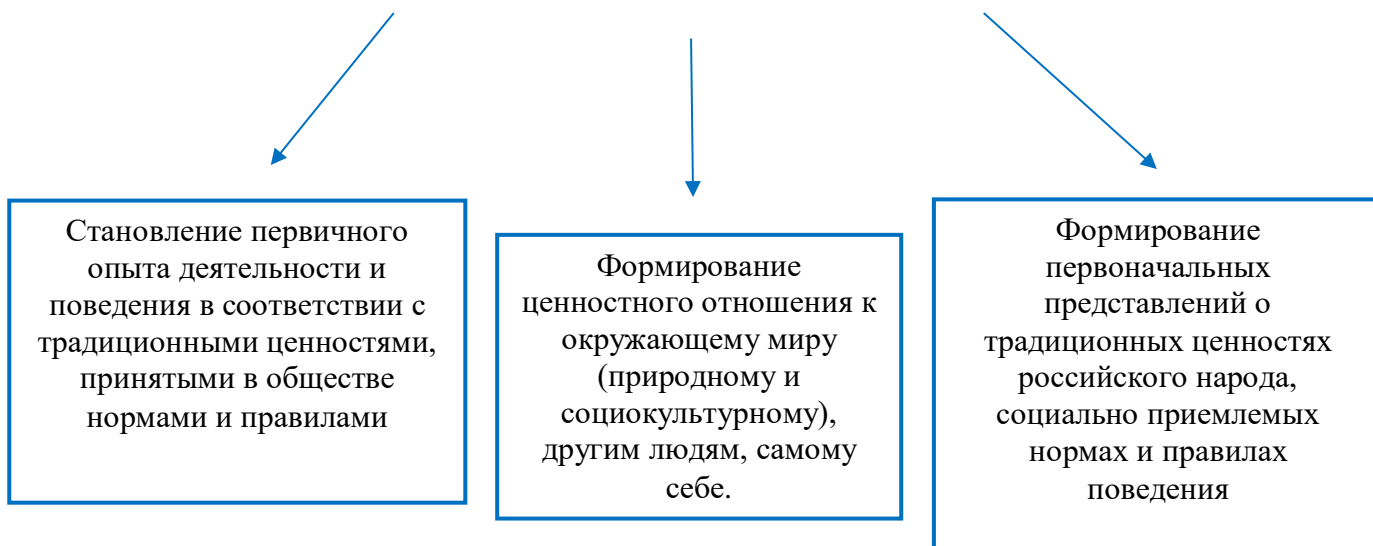 Становление первичного
опыта деятельности и
поведения в соответствии с
традиционными ценностями,
принятыми в обществе
нормами и правилами
Формирование
ценностного отношения к
окружающему миру
(природному и
социокультурному),
другим людям, самому
себе.
Формирование
первоначальных
представлений о
традиционных ценностях
российского народа,
социально приемлемых
нормах и правилах
поведения